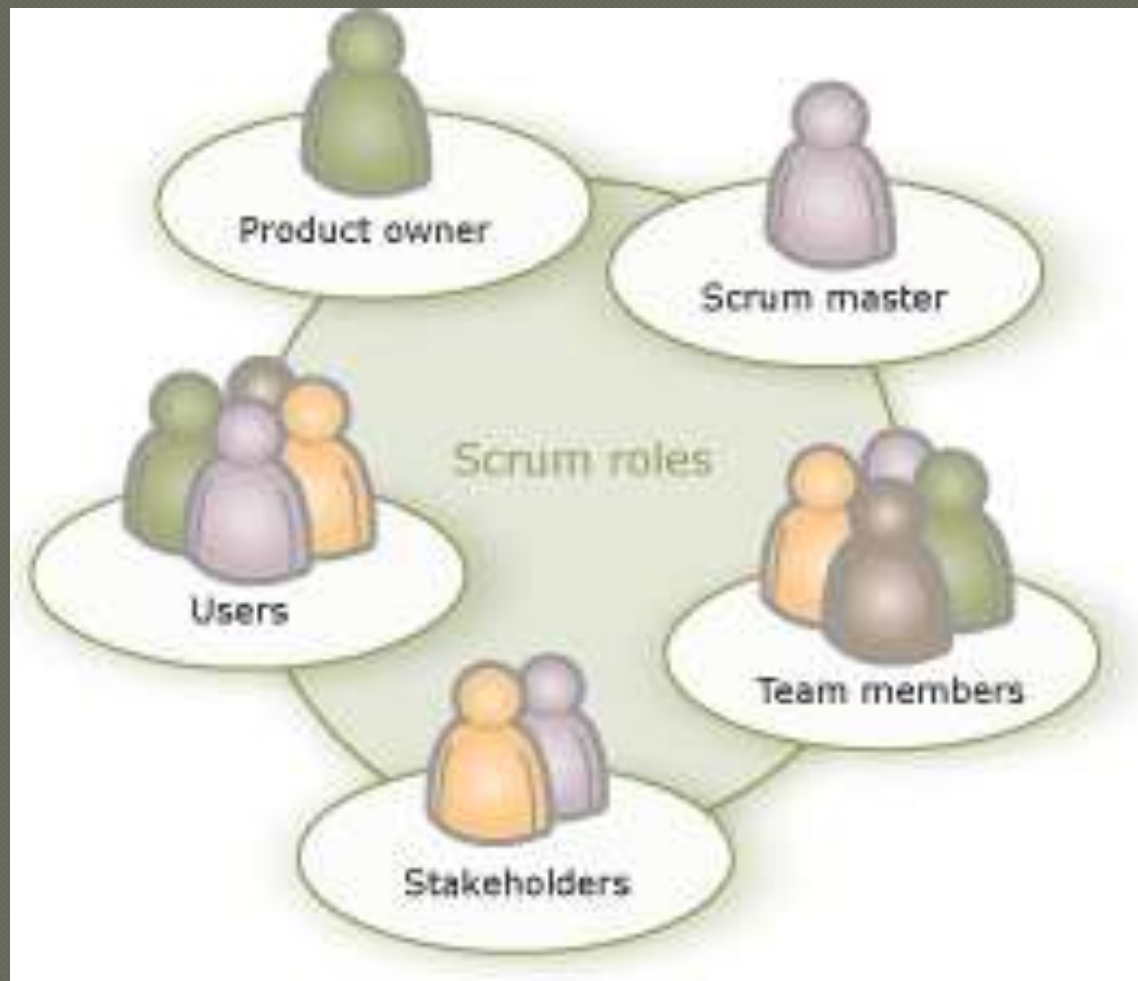 Product owner
Scrum master
Scrum roles
Users
Team members
Stakeholders